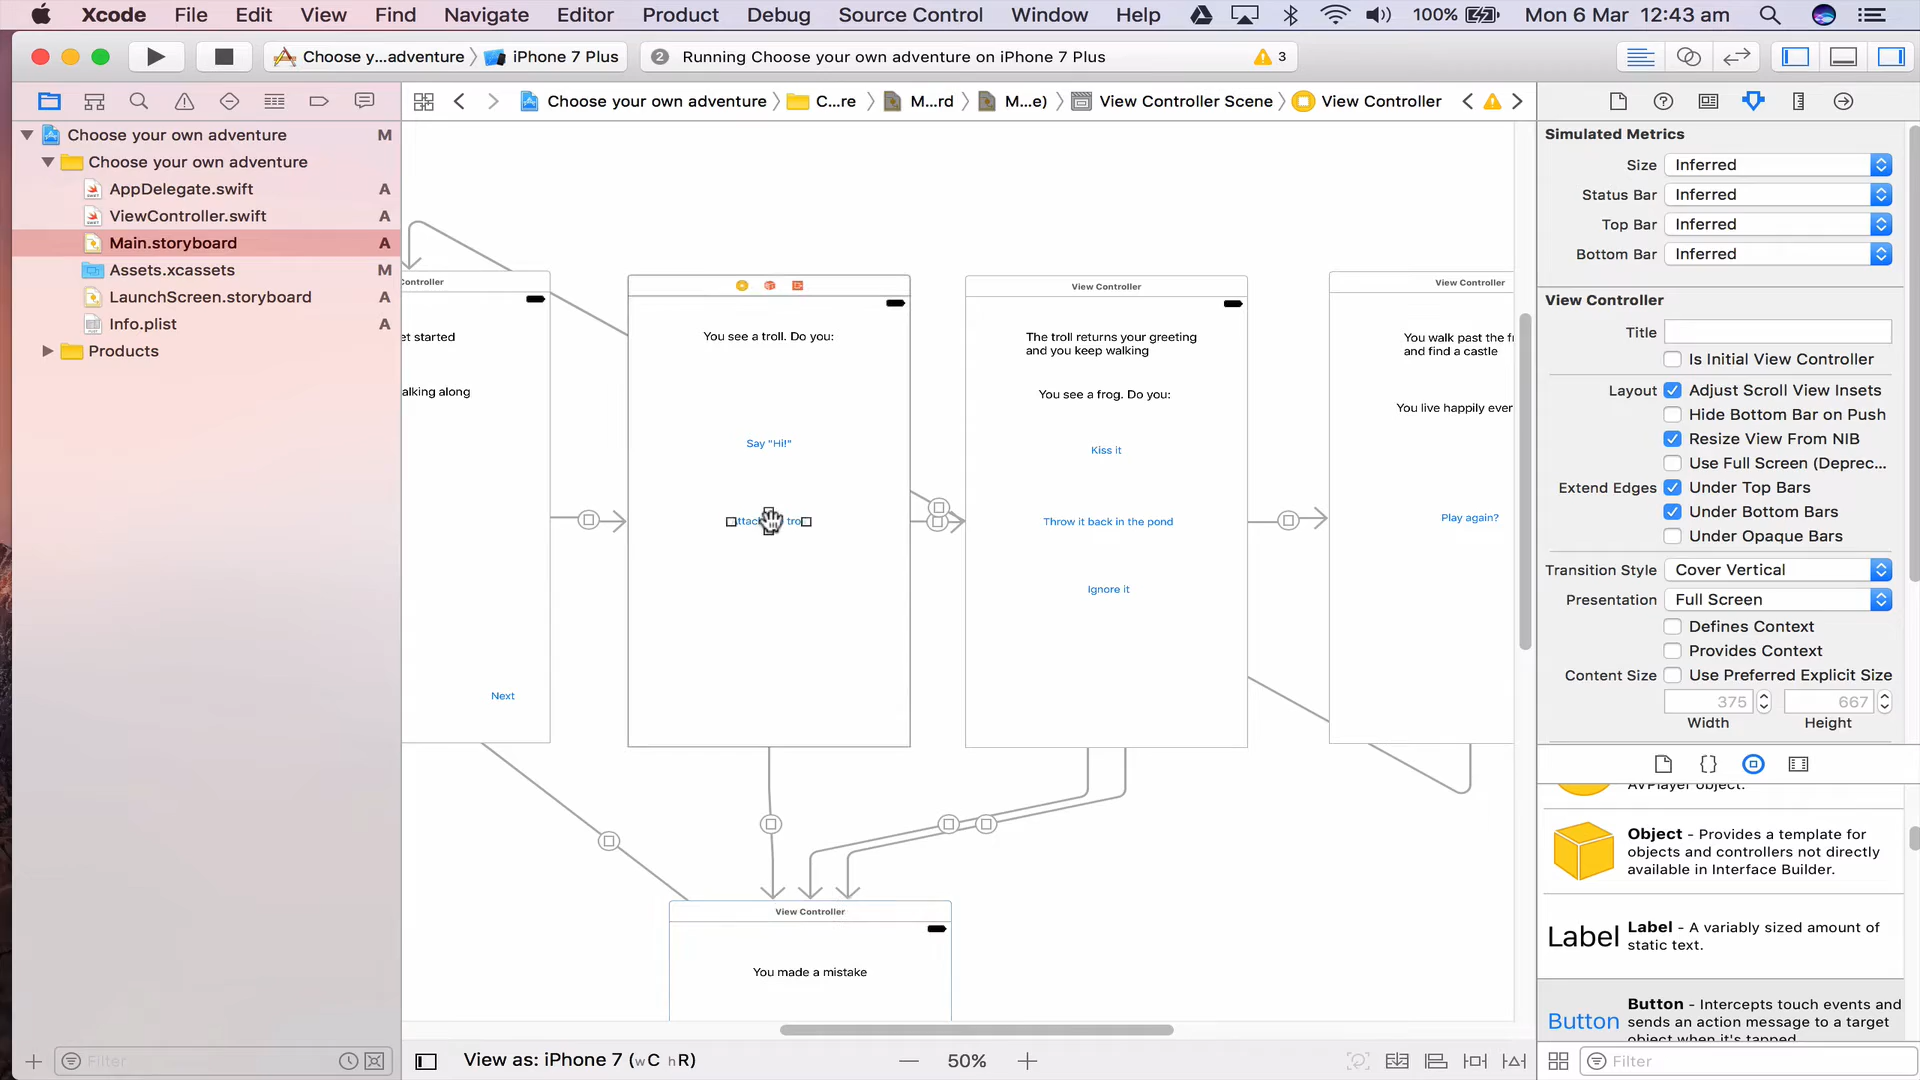 Xcode File Edit View Find Navigate Editor Product Debug Source Control Window Help 100% Mon 6 Mar 12:43 am
Choose y...adventure iPhone 7 Plus 2 Running Choose your own adventure on iPhone 7 Plus 3
Choose your own adventure C...re M...rd M...e) View Controller Scene View Controller
Choose your own adventure M
Choose your own adventure
AppDelegate.swift A
ViewController.swift A
Main.storyboard A
Assets.xcassets M
LaunchScreen.storyboard A
Info.plist A
Products
Filter
Controller
et started
alking along
Next
You see a troll. Do you:
Say "Hi!"
View Controller
The troll returns your greeting
and you keep walking
You see a frog. Do you:
Kiss it
Throw it back in the pond
Ignore it
View Controller
You walk past the fr
and find a castle
You live happily ever
Play again?
View Controller
You made a mistake
View as: iPhone 7 (wC hR)
50%
Simulated Metrics
Size Inferred
Status Bar Inferred
Top Bar Inferred
Bottom Bar Inferred
View Controller
Title
Is Initial View Controller
Layout Adjust Scroll View Insets
Hide Bottom Bar on Push
Resize View From NIB
Use Full Screen (Deprec...
Extend Edges Under Top Bars
Under Bottom Bars
Under Opaque Bars
Transition Style Cover Vertical
Presentation Full Screen
Defines Context
Provides Context
Content Size Use Preferred Explicit Size
375 667
Width Height
AVPlayer object.
Object - Provides a template for
objects and controllers not directly
available in Interface Builder.
Label Label - A variably sized amount of
static text.
Button Button - Intercepts touch events and
sends an action message to a target
object when it's tapped.
Filter